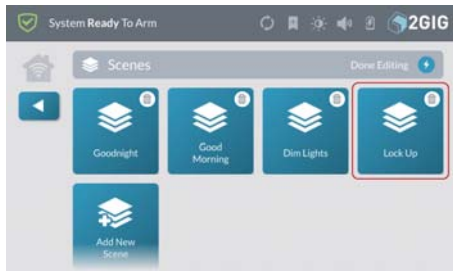 System Ready To Arm
2GIG
Scenes
Done Editing
Goodnight
Good
Morning
Dim Lights
Lock Up
Add New
Scene